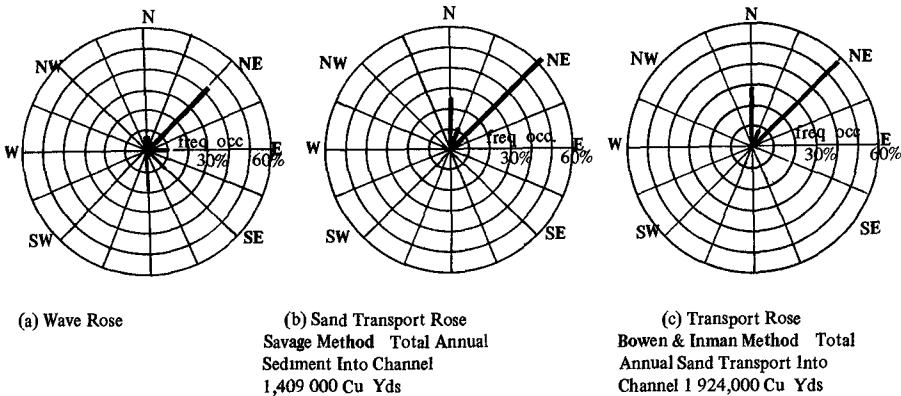 N
NW
NE
W
freq occ
E
30%
60%
SW
SE
(a) Wave Rose
N
NW
NE
W
freq occ.
E
30%
60%
SW
SE
(b) Sand Transport Rose
Savage Method Total Annual
Sediment Into Channel
1,409 000 Cu Yds
N
NW
NE
W
freq occ
E
30%
60%
SW
SE
(c) Transport Rose
Bowen & Inman Method Total
Annual Sand Transport Into
Channel 1 924,000 Cu Yds